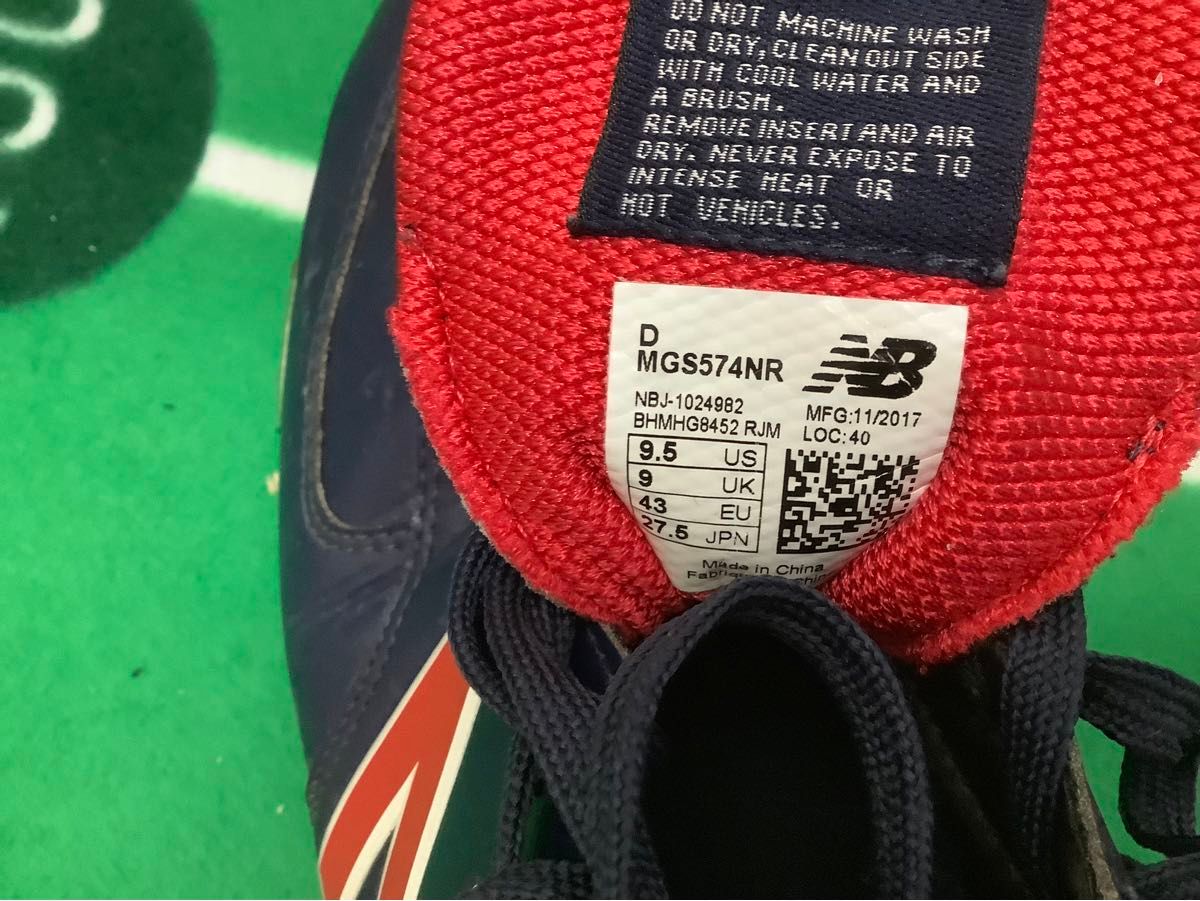 DO NOT MACHINE WASH
OR DRY, CLEAN OUT SIDE
WITH COOL WATER AND
A BRUSH.
REMOVE INSERT AND AIR
DRY. NEVER EXPOSE TO
INTENSE HEAT OR
HOT VEHICLES.
D
MGS574NR
NB
NBJ-1024982
BHMHG8452 RJM
MFG:11/2017
LOC:40
9.5 US
9 UK
43 EU
27.5 JPN
Made in China